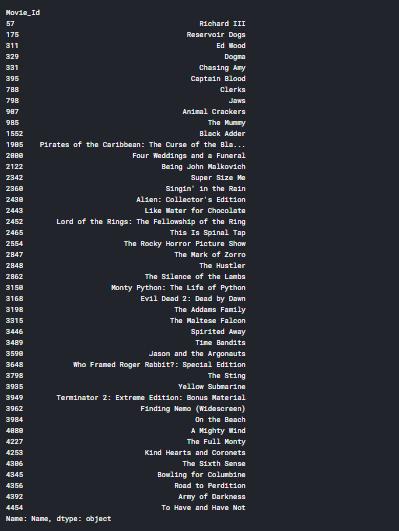 Movie_Id
57 Richard III
175 Reservoir Dogs
311 Ed Wood
329 Dogma
331 Chasing Amy
395 Captain Blood
788 Clerks
798 Jaws
907 Animal Crackers
985 The Mummy
1552 Black Adder
1905 Pirates of the Caribbean: The Curse of the Bla...
2000 Four Weddings and a Funeral
2122 Being John Malkovich
2342 Super Size Me
2360 Singin' in the Rain
2430 Alien: Collector's Edition
2443 Like Water for Chocolate
2452 Lord of the Rings: The Fellowship of the Ring
2465 This Is Spinal Tap
2554 The Rocky Horror Picture Show
2847 The Mark of Zorro
2848 The Hustler
2862 The Silence of the Lambs
3150 Monty Python: The Life of Python
3168 Evil Dead 2: Dead by Dawn
3198 The Addams Family
3315 The Maltese Falcon
3446 Spirited Away
3489 Time Bandits
3590 Jason and the Argonauts
3648 Who Framed Roger Rabbit?: Special Edition
3798 The Sting
3935 Yellow Submarine
3949 Terminator 2: Extreme Edition: Bonus Material
3962 Finding Nemo (Widescreen)
3984 On the Beach
4080 A Mighty Wind
4227 The Full Monty
4253 Kind Hearts and Coronets
4306 The Sixth Sense
4345 Bowling for Columbine
4356 Road to Perdition
4392 Army of Darkness
4454 To Have and Have Not
Name: Name, dtype: object